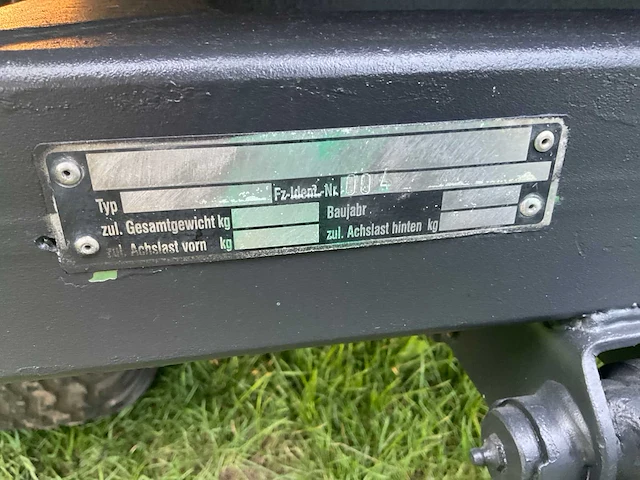 Typ Fz-Ident.-Nr. 004
zul. Gesamtgewicht kg Baujahr
zul. Achslast vorn kg zul. Achslast hinten kg